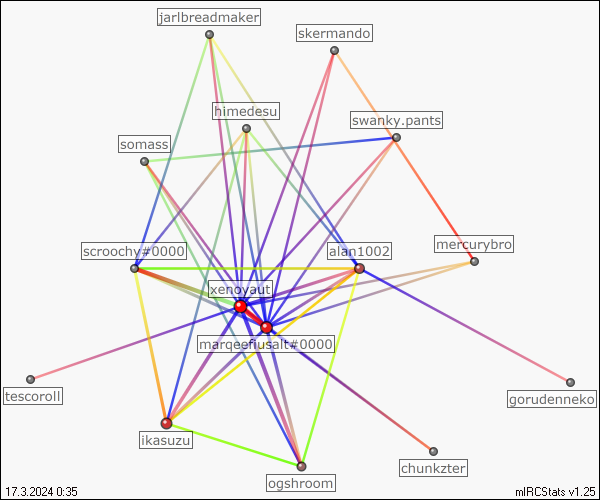 jarlbreadmaker
skermando
himedesu
swanky.pants
somass
scroochy#0000
alan1002
mercurybro
xenoyaut
marqeefiusalt#0000
tescoroll
gorudenneko
ikasuzu
chunkzter
ogshroom
17.3.2024 0:35
mIRCStats v1.25